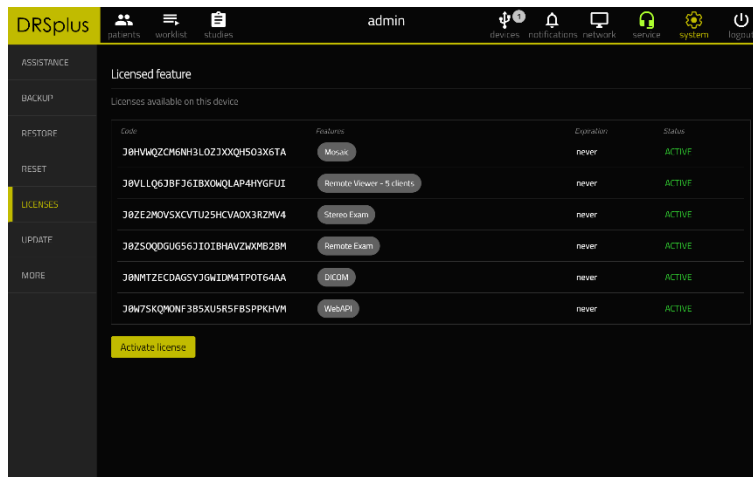 DRSplus
patients worklist studies
admin
1
devices notifications network service system logout
ASSISTANCE
BACKUP
RESTORE
RESET
LICENSES
UPDATE
MORE
Licensed feature
Licenses available on this device
Code Features Expiration Status
J0HVWQZCM6NH3LOZJXXQH5O3X6TA Mosaic never ACTIVE
J0VLLQ6JBFJ6IBXOWQLAP4HYGFUI Remote Viewer - 5 clients never ACTIVE
J0ZE2MOVSXCVTU25HCVAOX3RZMV4 Stereo Exam never ACTIVE
J0ZSOQDGUG56JIOIBHAVZWXMB2BM Remote Exam never ACTIVE
J0NMTZECDAGSYJGWIDM4TPOT64AA DICOM never ACTIVE
J0W7SKQMONF3B5XU5R5FBSPPKHVM WebAPI never ACTIVE
Activate license